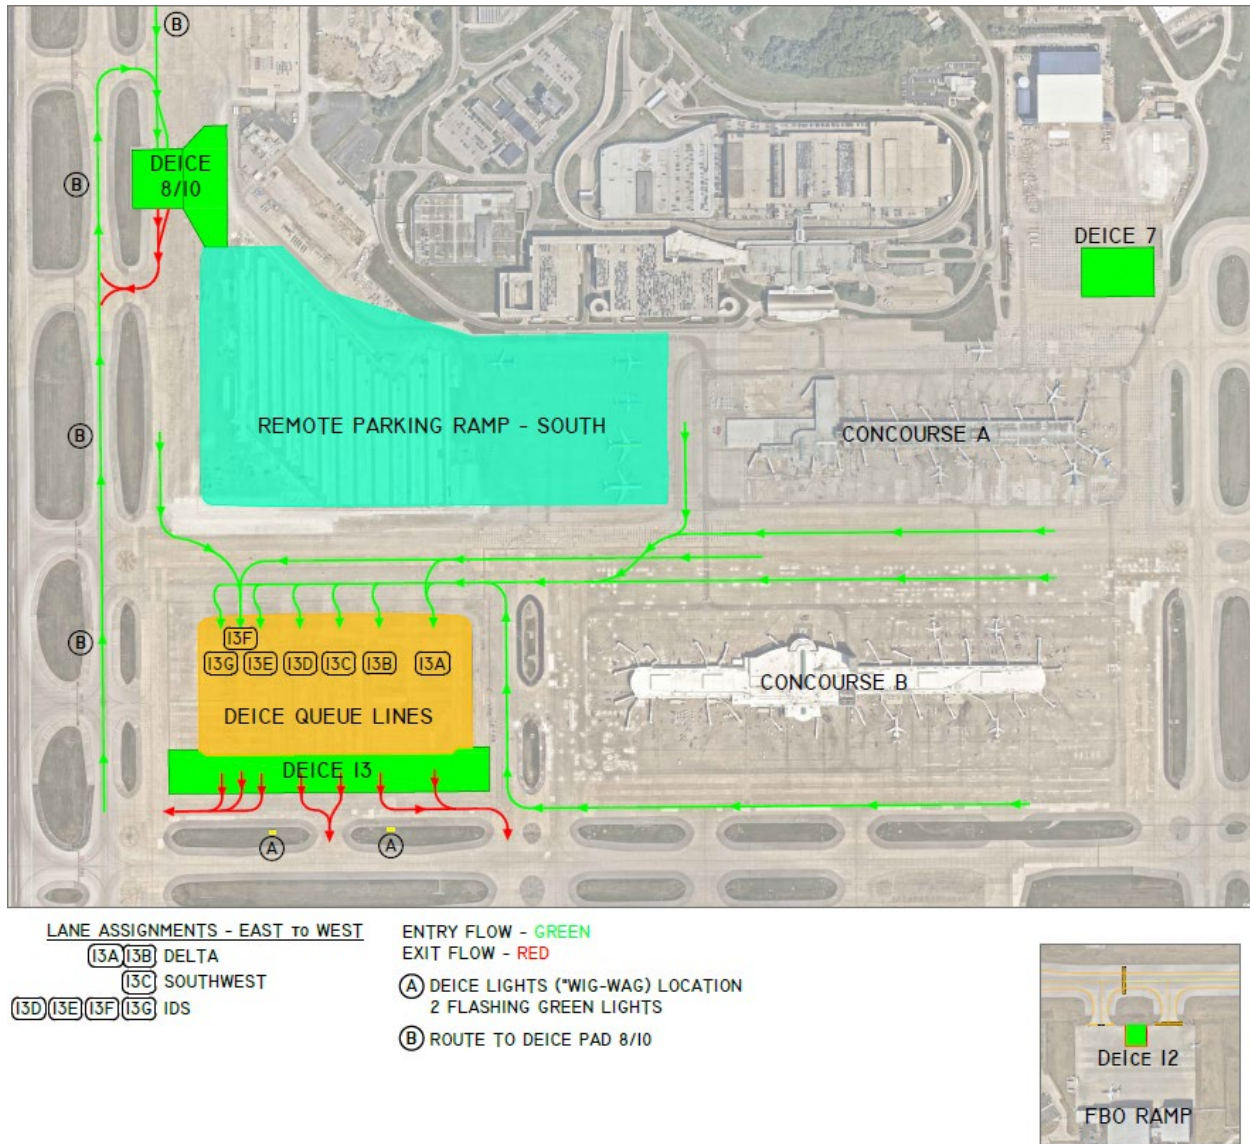 B
DEICE
8/10
B
DEICE 7
REMOTE PARKING RAMP - SOUTH
CONCOURSE A
B
13F
13G 13E 13D 13C 13B 13A
B
CONCOURSE B
DEICE QUEUE LINES
DEICE 13
A A
LANE ASSIGNMENTS - EAST TO WEST
13A 13B DELTA
13C SOUTHWEST
13D 13E 13F 13G IDS
ENTRY FLOW - GREEN
EXIT FLOW - RED
A DEICE LIGHTS ("WIG-WAG) LOCATION
2 FLASHING GREEN LIGHTS
B ROUTE TO DEICE PAD 8/10
DEICE 12
FBO RAMP